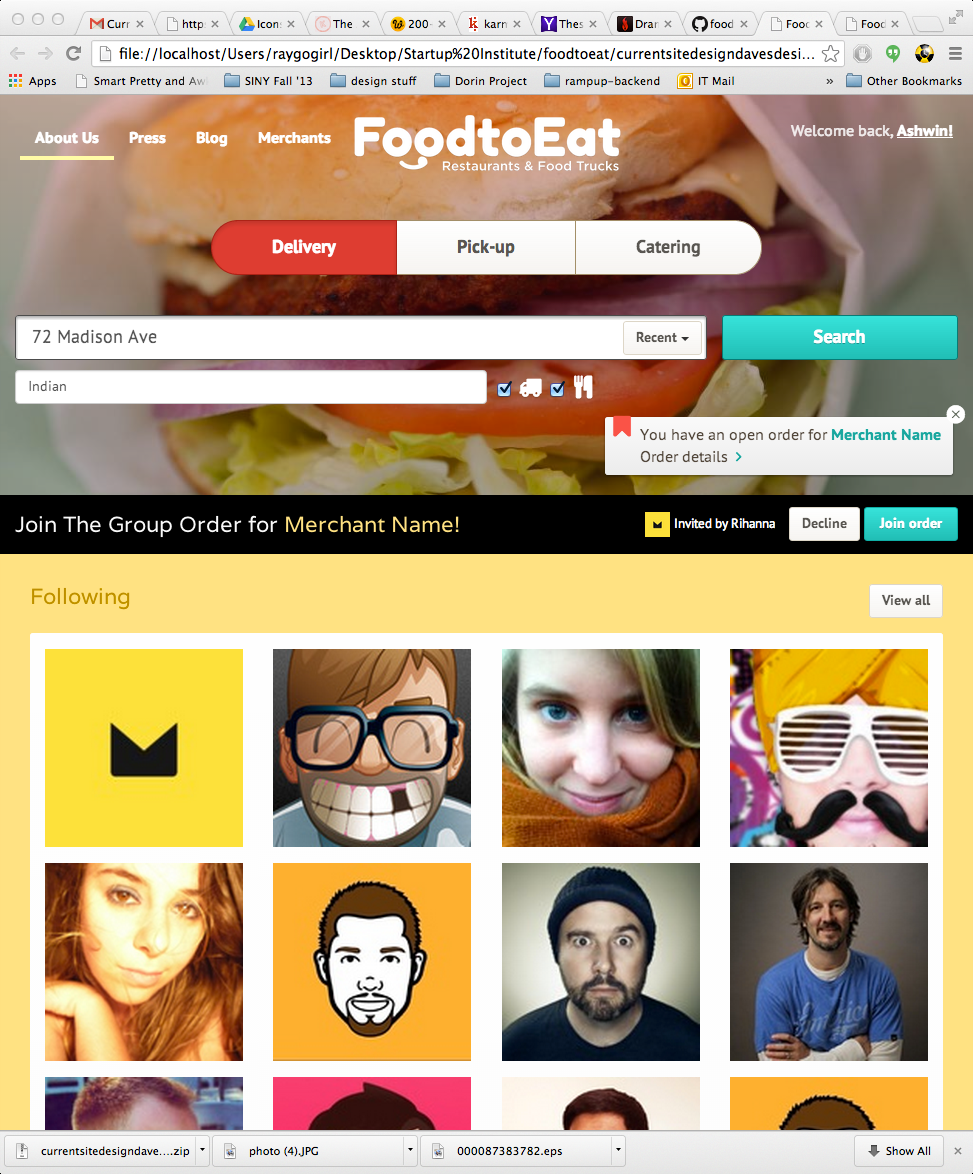 Curr
https
Icon
The
200-
karn
Thes
Dran
food
Food
Food
file://localhost/Users/raygogirl/Desktop/Startup%20Institute/foodtoeat/currentsitedesigndavesdesi...
Apps Smart Pretty and Aw SINY Fall '13 design stuff Dorin Project rampup-backend IT Mail » Other Bookmarks
About Us Press Blog Merchants
FoodtoEat
Restaurants & Food Trucks
Welcome back, Ashwin!
Delivery Pick-up Catering
72 Madison Ave Recent Search
Indian
You have an open order for Merchant Name
Order details >
Join The Group Order for Merchant Name! Invited by Rihanna Decline Join order
Following View all
currentsitedesigndave....zip photo (4).JPG 000087383782.eps Show All